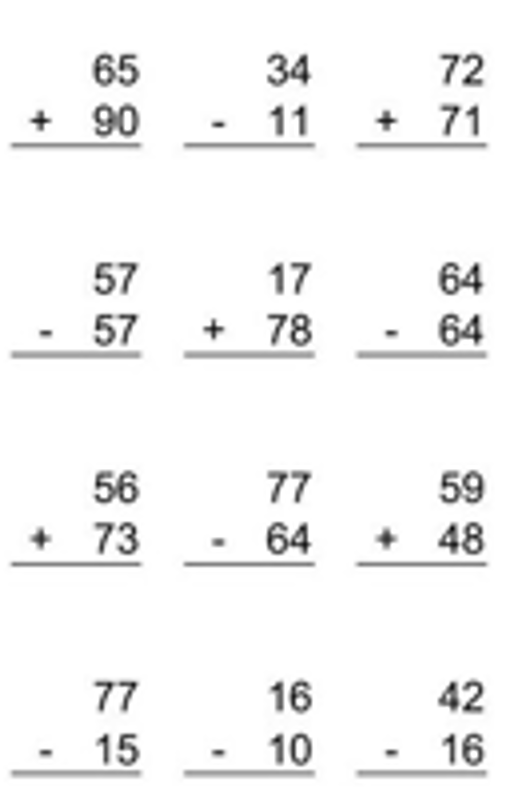 65 34 72
+ 90 - 11 + 71
57 17 64
- 57 + 78 - 64
56 77 59
+ 73 - 64 + 48
77 16 42
- 15 - 10 - 16